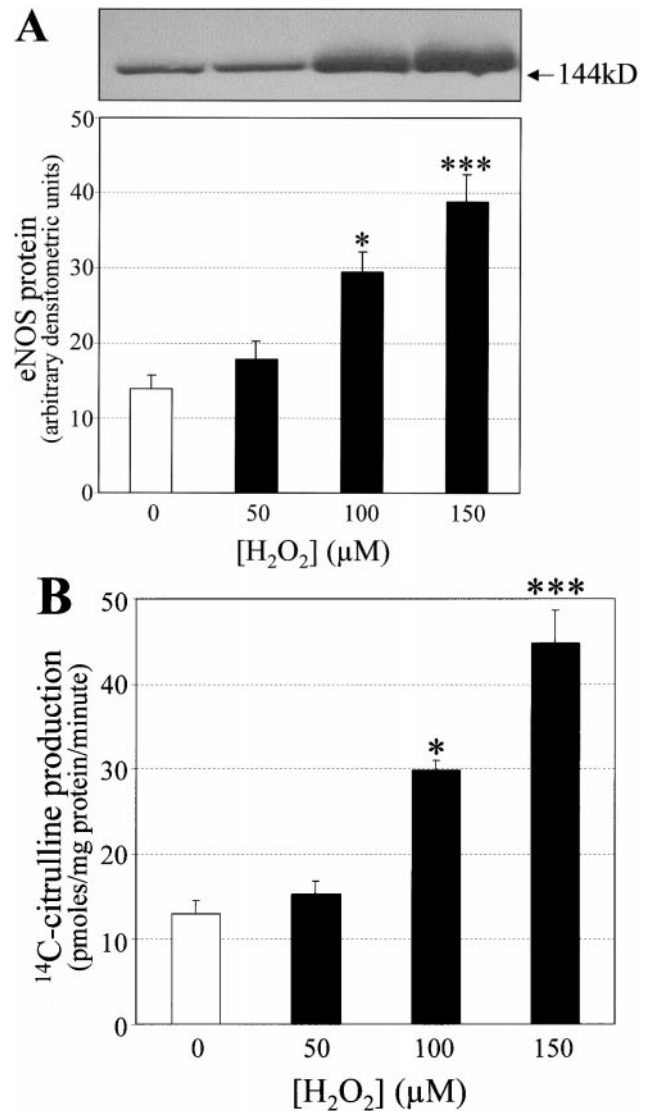 A
←144kD
eNOS protein
(arbitrary densitometric units)
50
40
30
20
10
0
*
***
0 50 100 150
[H₂O₂] (µM)
B
¹⁴C-citrulline production
(pmoles/mg protein/minute)
50
40
30
20
10
0
*
***
0 50 100 150
[H₂O₂] (µM)